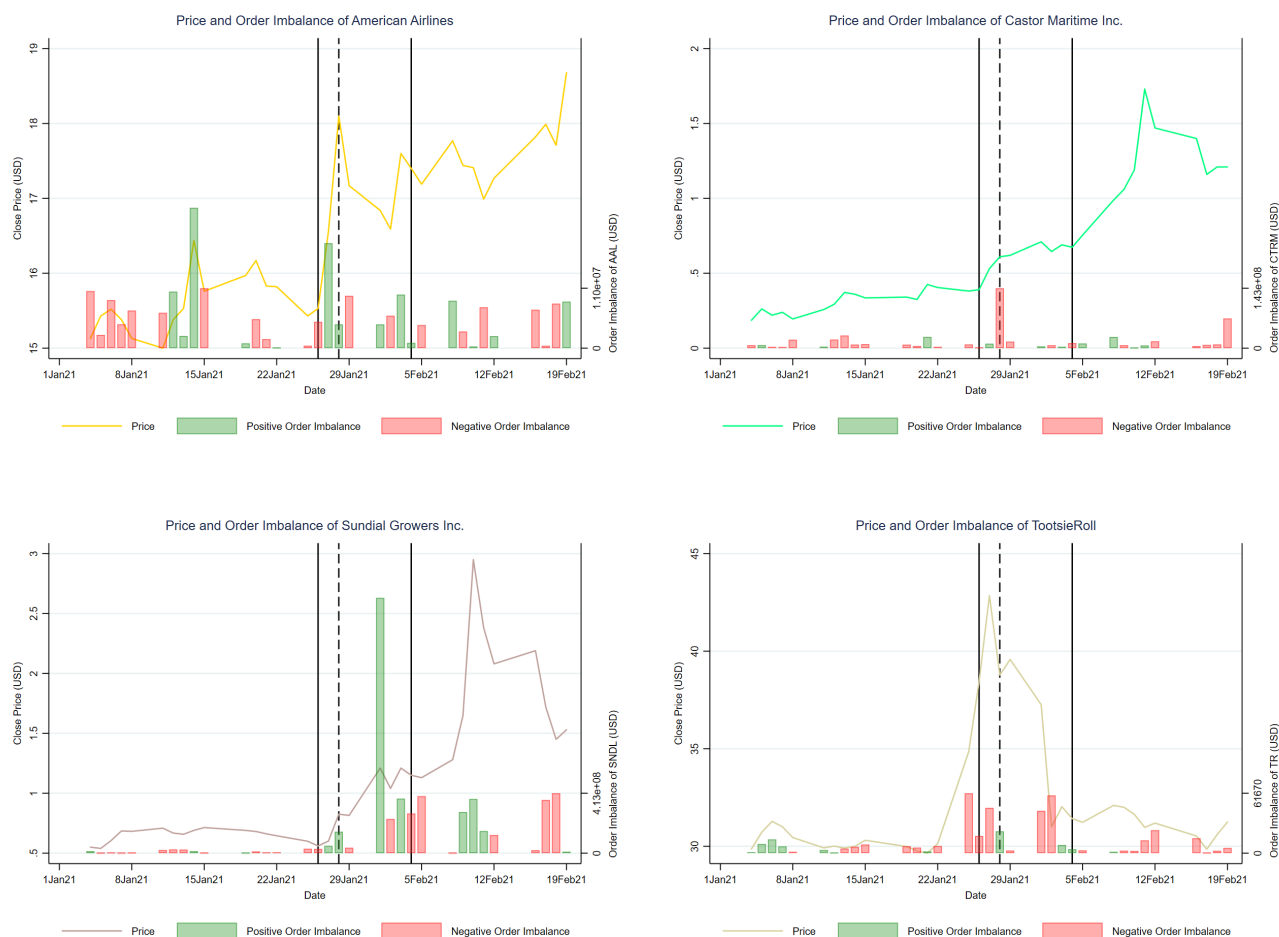 Price and Order Imbalance of American Airlines
19
18
17
16
15
Close Price (USD)
1.10e+07
0
Order Imbalance of AAL (USD)
1Jan21 8Jan21 15Jan21 22Jan21 29Jan21 5Feb21 12Feb21 19Feb21
Date
Price Positive Order Imbalance Negative Order Imbalance
Price and Order Imbalance of Castor Maritime Inc.
2
1.5
1
.5
0
Close Price (USD)
1.43e+08
0
Order Imbalance of CTRM (USD)
1Jan21 8Jan21 15Jan21 22Jan21 29Jan21 5Feb21 12Feb21 19Feb21
Date
Price Positive Order Imbalance Negative Order Imbalance
Price and Order Imbalance of Sundial Growers Inc.
3
2.5
2
1.5
1
.5
Close Price (USD)
4.13e+08
0
Order Imbalance of SNDL (USD)
1Jan21 8Jan21 15Jan21 22Jan21 29Jan21 5Feb21 12Feb21 19Feb21
Date
Price Positive Order Imbalance Negative Order Imbalance
Price and Order Imbalance of TootsieRoll
45
40
35
30
Close Price (USD)
61670
0
Order Imbalance of TR (USD)
1Jan21 8Jan21 15Jan21 22Jan21 29Jan21 5Feb21 12Feb21 19Feb21
Date
Price Positive Order Imbalance Negative Order Imbalance